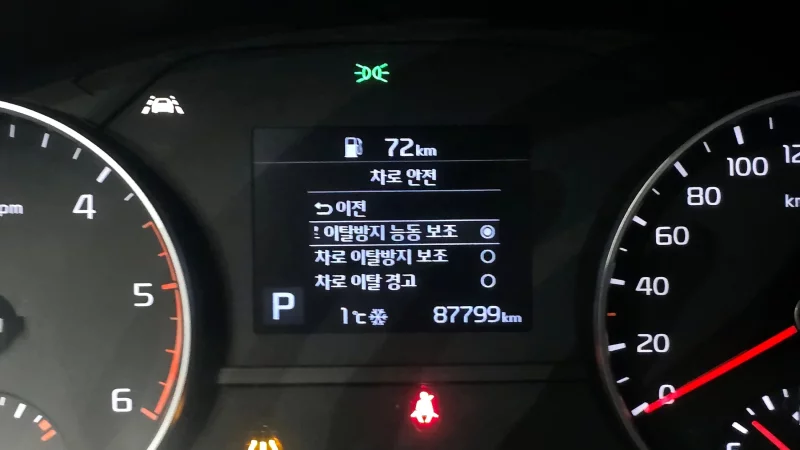 72km
차로 안전
이전
이탈방지 능동 보조
차로 이탈방지 보조
차로 이탈 경고
P
1℃
87799km
pm
4
5
6
100
80
60
40
20
0